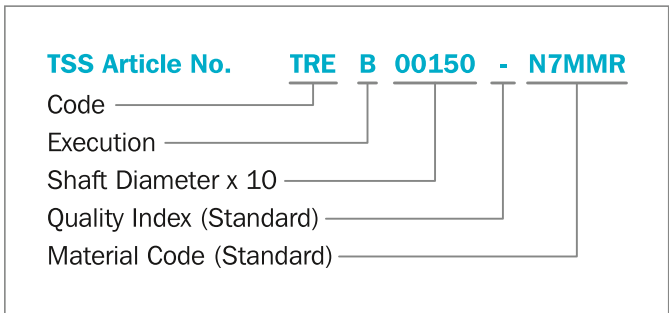 TSS Article No. TRE B 00150 - N7MMR
Code
Execution
Shaft Diameter x 10
Quality Index (Standard)
Material Code (Standard)